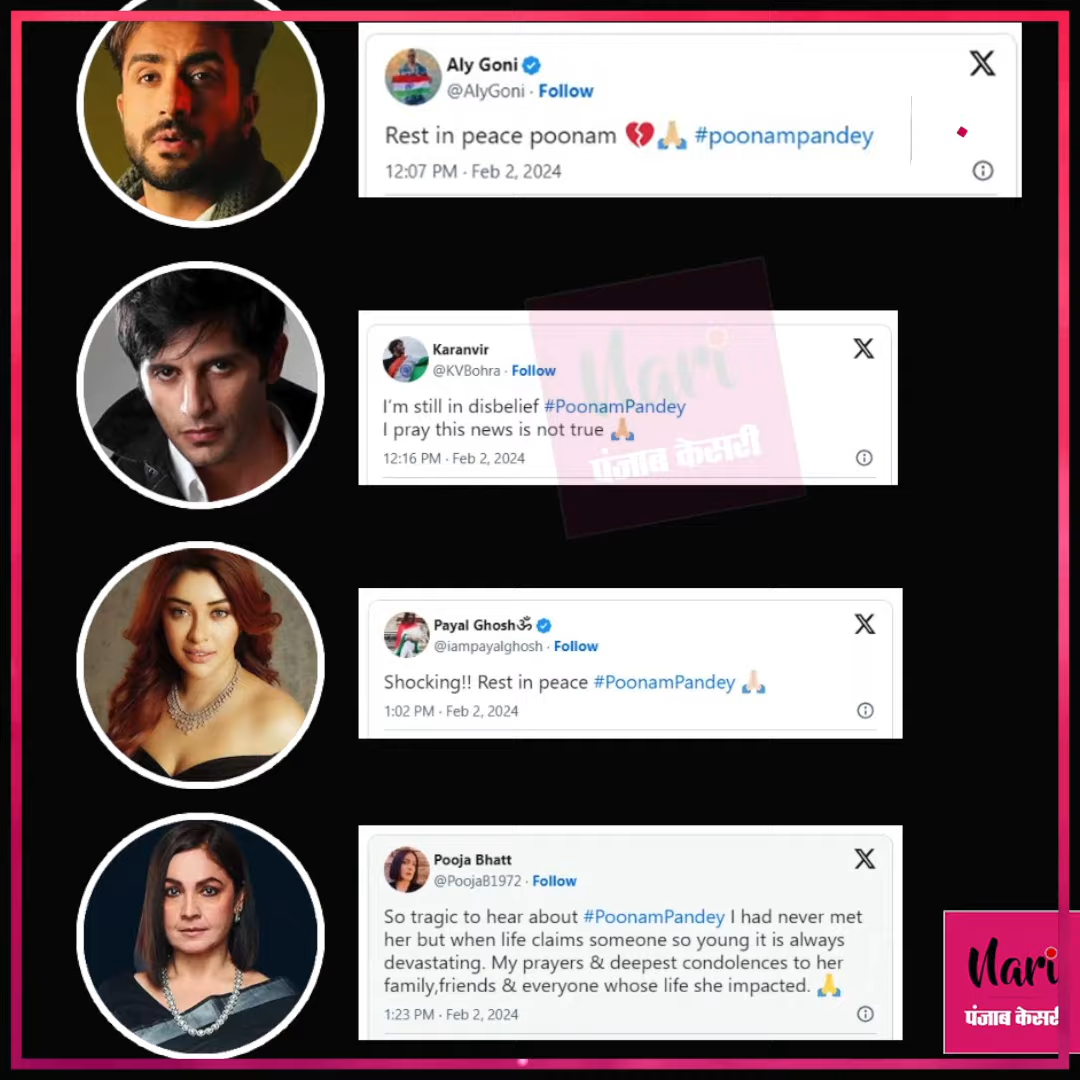 Aly Goni
@AlyGoni · Follow
Rest in peace poonam 💔🙏 #poonampandey
12:07 PM · Feb 2, 2024
Karanvir
@KVBohra · Follow
I'm still in disbelief #PoonamPandey
I pray this news is not true 🙏🏽
12:16 PM · Feb 2, 2024
Nari
पंजाब केसरी
Payal Ghoshॐ
@iampayalghosh · Follow
Shocking!! Rest in peace #PoonamPandey 🙏🏻
1:02 PM · Feb 2, 2024
Pooja Bhatt
@PoojaB1972 · Follow
So tragic to hear about #PoonamPandey I had never met
her but when life claims someone so young it is always
devastating. My prayers & deepest condolences to her
family,friends & everyone whose life she impacted. 🙏
1:23 PM · Feb 2, 2024
Nari
पंजाब केसरी